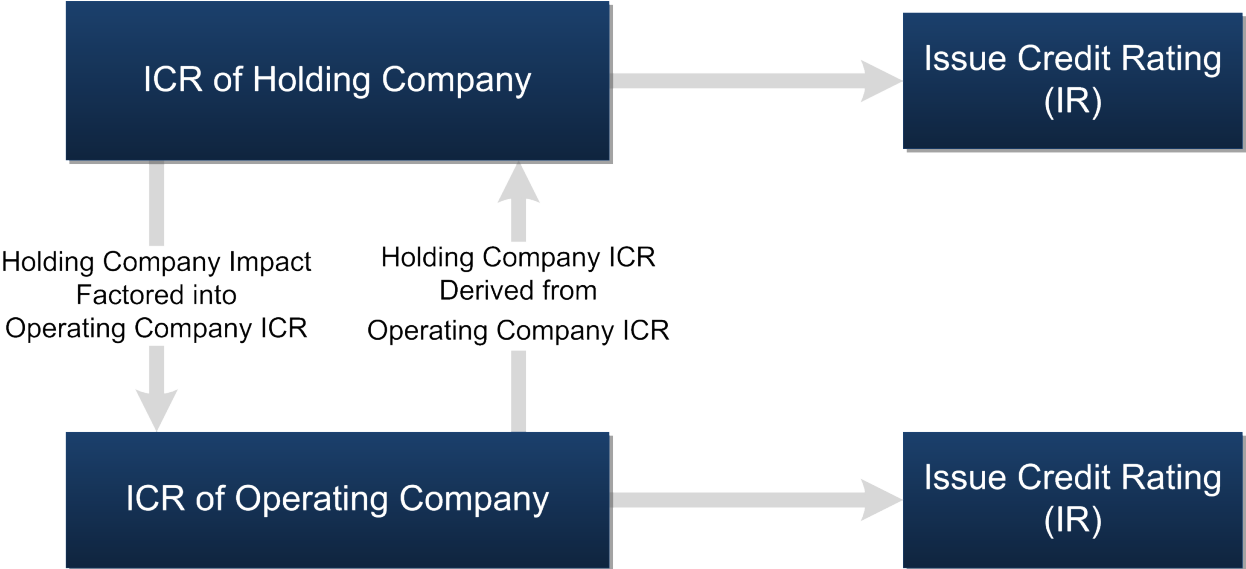 ICR of Holding Company
Issue Credit Rating
(IR)
Holding Company Impact
Factored into
Operating Company ICR
Holding Company ICR
Derived from
Operating Company ICR
ICR of Operating Company
Issue Credit Rating
(IR)